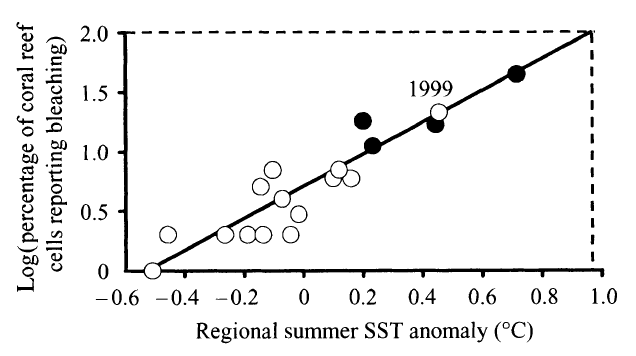 Log(percentage of coral reef
cells reporting bleaching)
2.0
1.5
1.0
0.5
0
1999
−0.6 −0.4 −0.2 0 0.2 0.4 0.6 0.8 1.0
Regional summer SST anomaly (°C)